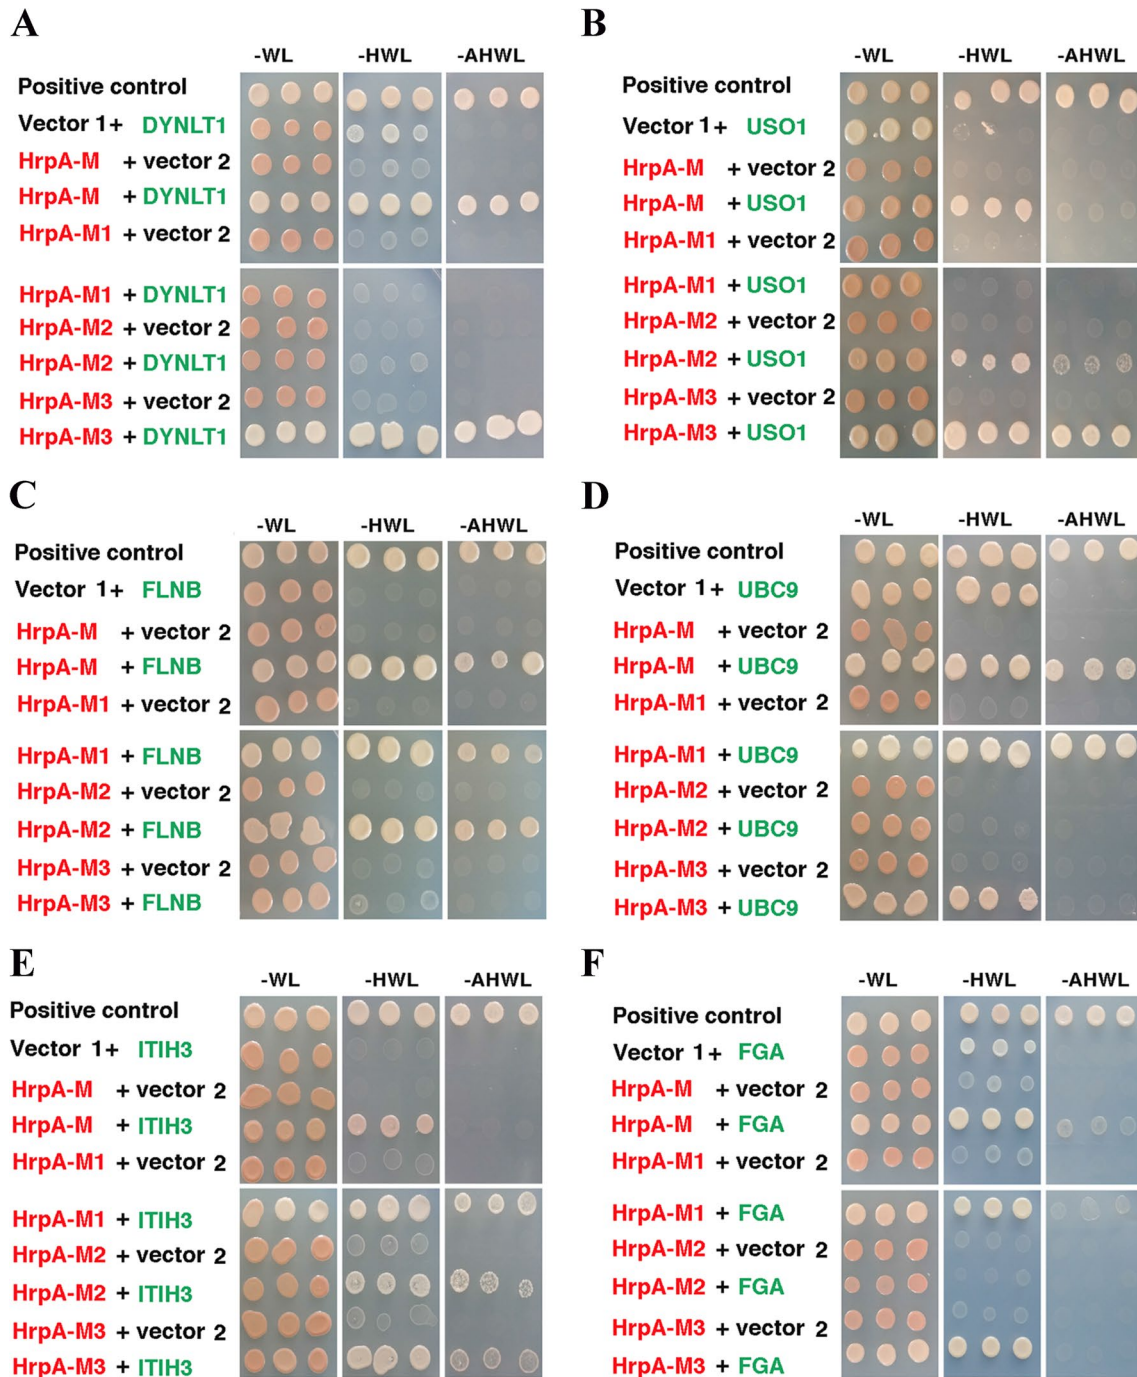 A
-WL -HWL -AHWL
Positive control
Vector 1+ DYNLT1
HrpA-M + vector 2
HrpA-M + DYNLT1
HrpA-M1 + vector 2
HrpA-M1 + DYNLT1
HrpA-M2 + vector 2
HrpA-M2 + DYNLT1
HrpA-M3 + vector 2
HrpA-M3 + DYNLT1
B
-WL -HWL -AHWL
Positive control
Vector 1+ USO1
HrpA-M + vector 2
HrpA-M + USO1
HrpA-M1 + vector 2
HrpA-M1 + USO1
HrpA-M2 + vector 2
HrpA-M2 + USO1
HrpA-M3 + vector 2
HrpA-M3 + USO1
C
-WL -HWL -AHWL
Positive control
Vector 1+ FLNB
HrpA-M + vector 2
HrpA-M + FLNB
HrpA-M1 + vector 2
HrpA-M1 + FLNB
HrpA-M2 + vector 2
HrpA-M2 + FLNB
HrpA-M3 + vector 2
HrpA-M3 + FLNB
D
-WL -HWL -AHWL
Positive control
Vector 1+ UBC9
HrpA-M + vector 2
HrpA-M + UBC9
HrpA-M1 + vector 2
HrpA-M1 + UBC9
HrpA-M2 + vector 2
HrpA-M2 + UBC9
HrpA-M3 + vector 2
HrpA-M3 + UBC9
E
-WL -HWL -AHWL
Positive control
Vector 1+ ITIH3
HrpA-M + vector 2
HrpA-M + ITIH3
HrpA-M1 + vector 2
HrpA-M1 + ITIH3
HrpA-M2 + vector 2
HrpA-M2 + ITIH3
HrpA-M3 + vector 2
HrpA-M3 + ITIH3
F
-WL -HWL -AHWL
Positive control
Vector 1+ FGA
HrpA-M + vector 2
HrpA-M + FGA
HrpA-M1 + vector 2
HrpA-M1 + FGA
HrpA-M2 + vector 2
HrpA-M2 + FGA
HrpA-M3 + vector 2
HrpA-M3 + FGA